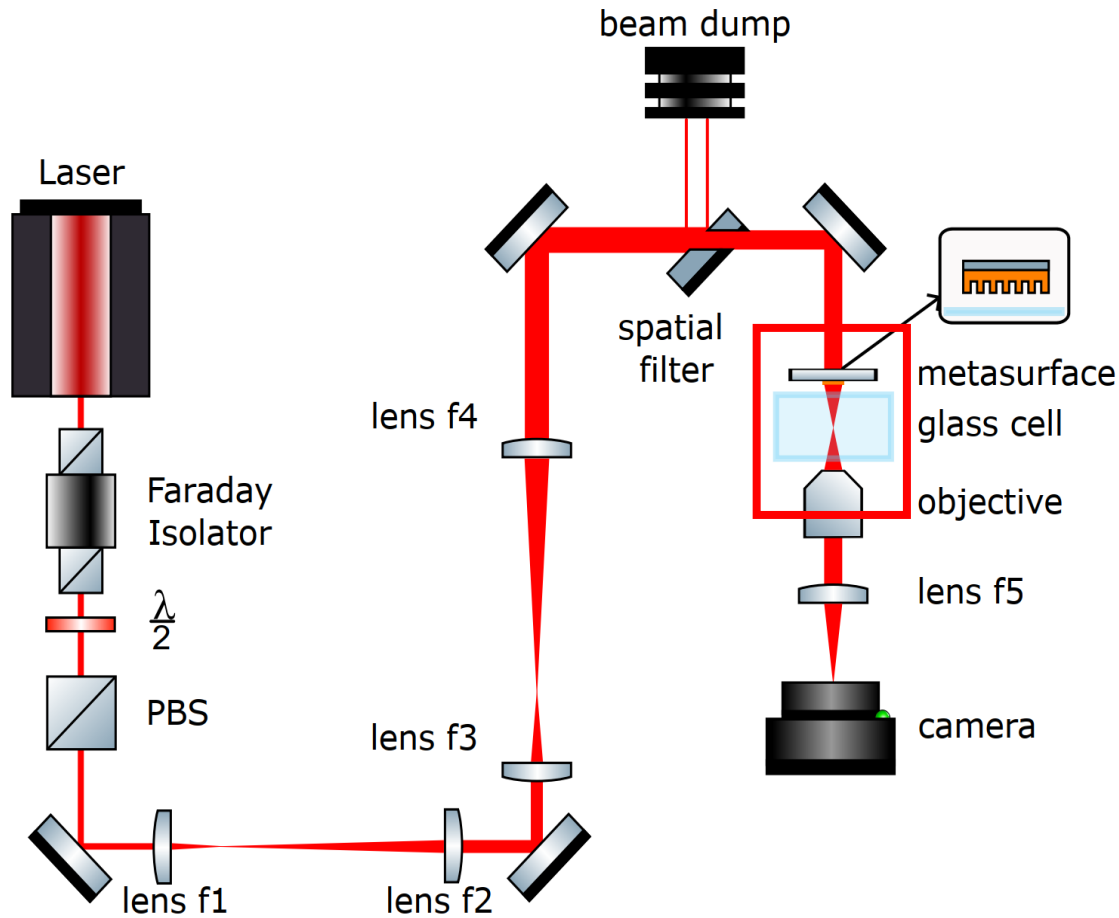 beam dump
Laser
spatial
filter
metasurface
glass cell
objective
lens f4
Faraday
Isolator
lens f5
λ
2
PBS
lens f3
camera
lens f1
lens f2